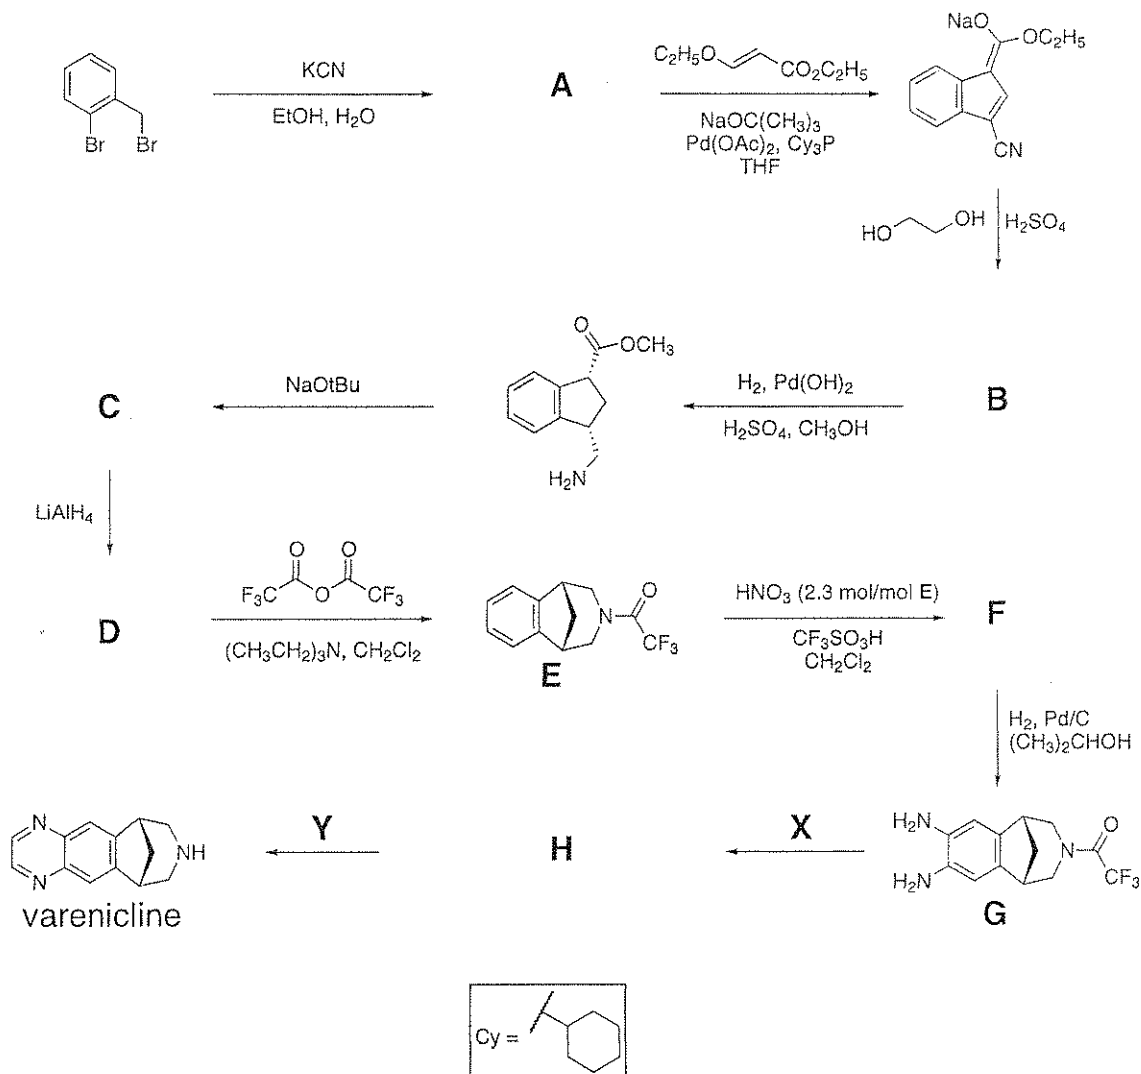 Br
Br
KCN
EtOH, H₂O
A
C₂H₅O
CO₂C₂H₅
NaOC(CH₃)₃
Pd(OAc)₂, Cy₃P
THF
NaO
OC₂H₅
CN
HO
OH
H₂SO₄
C
NaOtBu
O
OCH₃
H₂N
H₂, Pd(OH)₂
H₂SO₄, CH₃OH
B
LiAlH₄
D
O
O
F₃C
O
CF₃
(CH₃CH₂)₃N, CH₂Cl₂
N
O
CF₃
E
HNO₃ (2.3 mol/mol E)
CF₃SO₃H
CH₂Cl₂
F
H₂, Pd/C
(CH₃)₂CHOH
N
N
NH
varenicline
Y
H
X
H₂N
H₂N
N
O
CF₃
G
Cy =